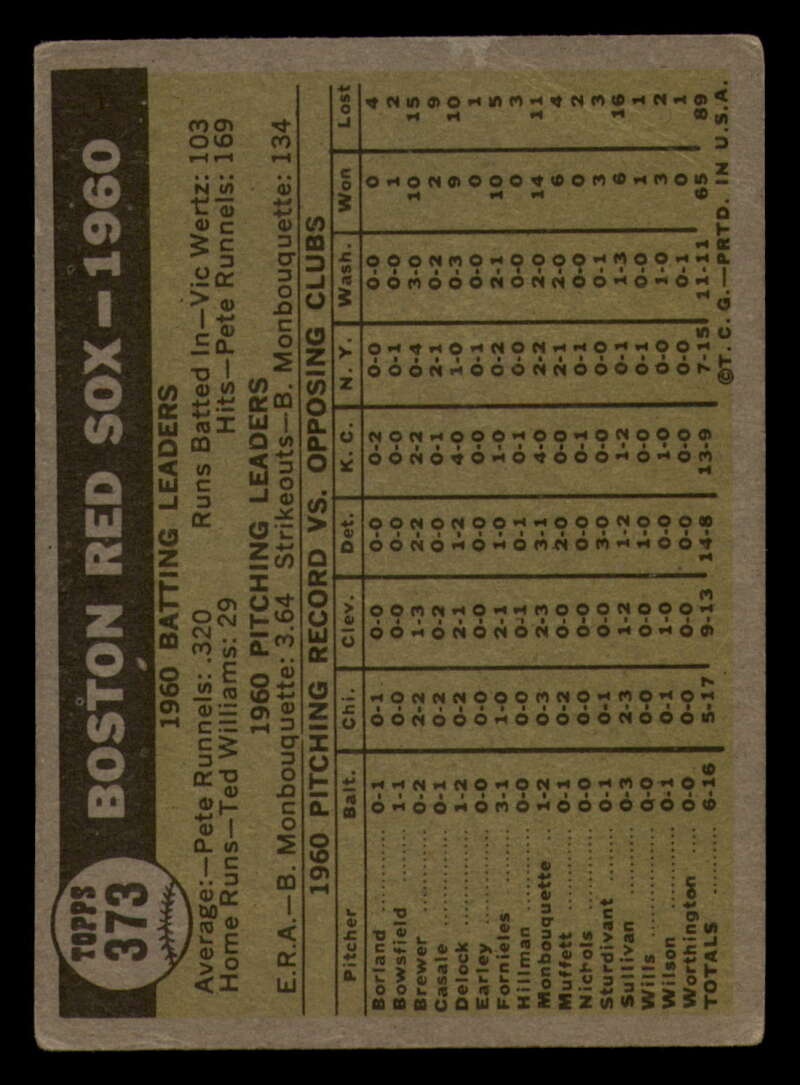 TOPPS
373
BOSTON RED SOX—1960
1960 BATTING LEADERS
Average:—Pete Runnels: .320 Runs Batted In—Vic Wertz: 103
Home Runs—Ted Williams: 29 Hits—Pete Runnels: 169
1960 PITCHING LEADERS
E.R.A.—B. Monbouquette: 3.64 Strikeouts—B. Monbouquette: 134
1960 PITCHING RECORD VS. OPPOSING CLUBS
Pitcher Balt. Chi. Clev. Det. K. C. N. Y. Wash. Won Lost
Borland 0-1 0-1 0-0 0-0 0-2 0-0 0-0 0 4
Bowsfield 1-1 0-0 0-0 0-0 0-0 0-1 0-0 1 2
Brewer 0-2 2-2 1-3 2-2 2-2 0-4 3-0 10 15
Casale 0-1 0-2 0-2 0-0 0-1 2-1 0-2 2 9
Delock 1-2 0-2 2-1 1-2 4-0 1-0 0-3 9 10
Earley 0-0 0-0 0-0 0-0 0-0 0-1 0-0 0 1
Fornieles 3-1 1-0 2-1 1-0 1-0 0-2 2-1 10 5
Hillman 0-0 0-0 0-1 0-1 0-1 0-0 0-0 0 3
Monbouquette 1-2 0-3 2-3 3-1 4-0 2-2 2-0 14 11
Muffett 0-1 0-2 0-0 2-0 0-0 2-1 2-0 6 4
Nichols 0-0 0-0 0-0 0-0 0-1 0-1 0-0 0 2
Sturdivant 0-1 0-1 0-0 3-0 0-0 0-0 0-1 3 3
Sullivan 0-3 2-3 1-2 1-2 1-2 0-1 1-3 6 16
Wills 0-0 0-0 0-0 1-0 0-0 0-1 0-0 1 1
Wilson 0-1 0-1 1-0 0-0 1-0 0-0 1-0 3 2
Worthington 0-0 0-0 0-0 0-0 0-0 0-0 0-1 0 1
TOTALS 6-16 5-17 9-13 14-8 13-9 7-15 11-11 65 89
©T. C. G.—PRTD. IN U.S.A.